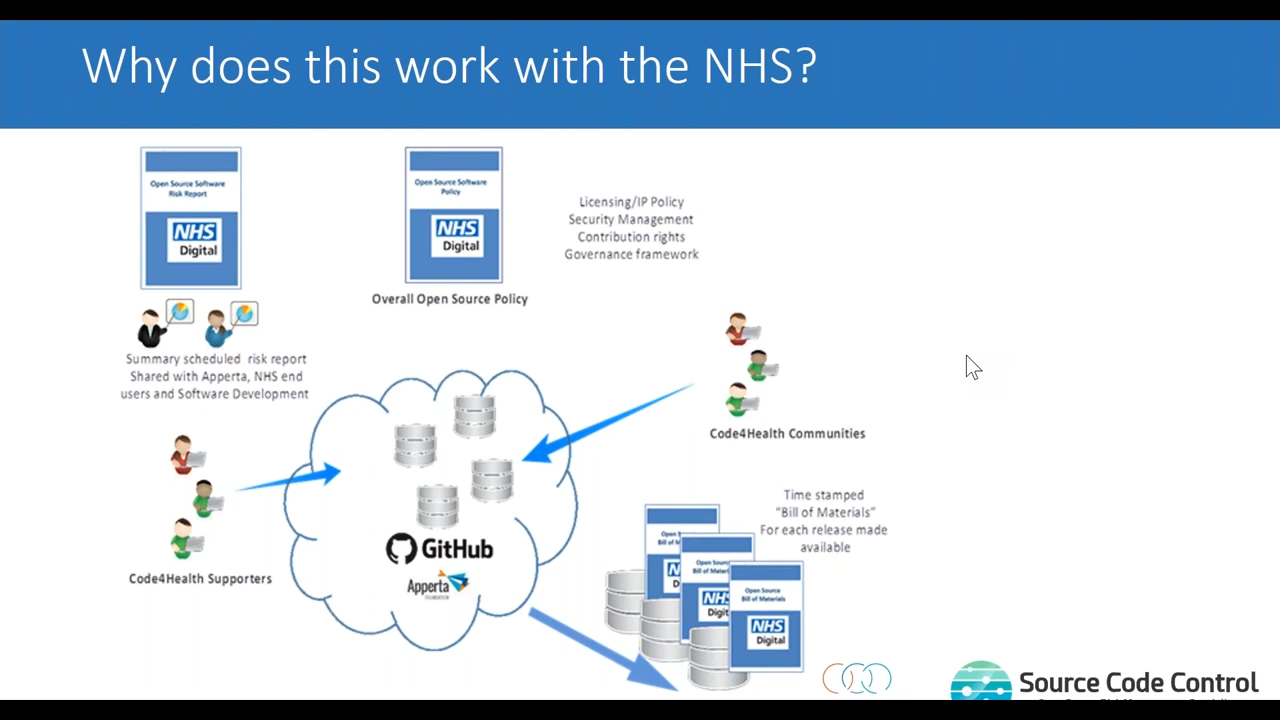 Why does this work with the NHS?
Open Source Software
Risk Report
NHS
Digital
Open Source Software
Policy
NHS
Digital
Licensing/IP Policy
Security Management
Contribution rights
Governance framework
Overall Open Source Policy
Summary scheduled risk report
Shared with Apperta, NHS end
users and Software Development
Code4Health Communities
Code4Health Supporters
GitHub
Apperta
FOUNDATION
Time stamped
"Bill of Materials"
For each release made
available
Open Source
Bill of Materials
NHS
Digital
Source Code Control